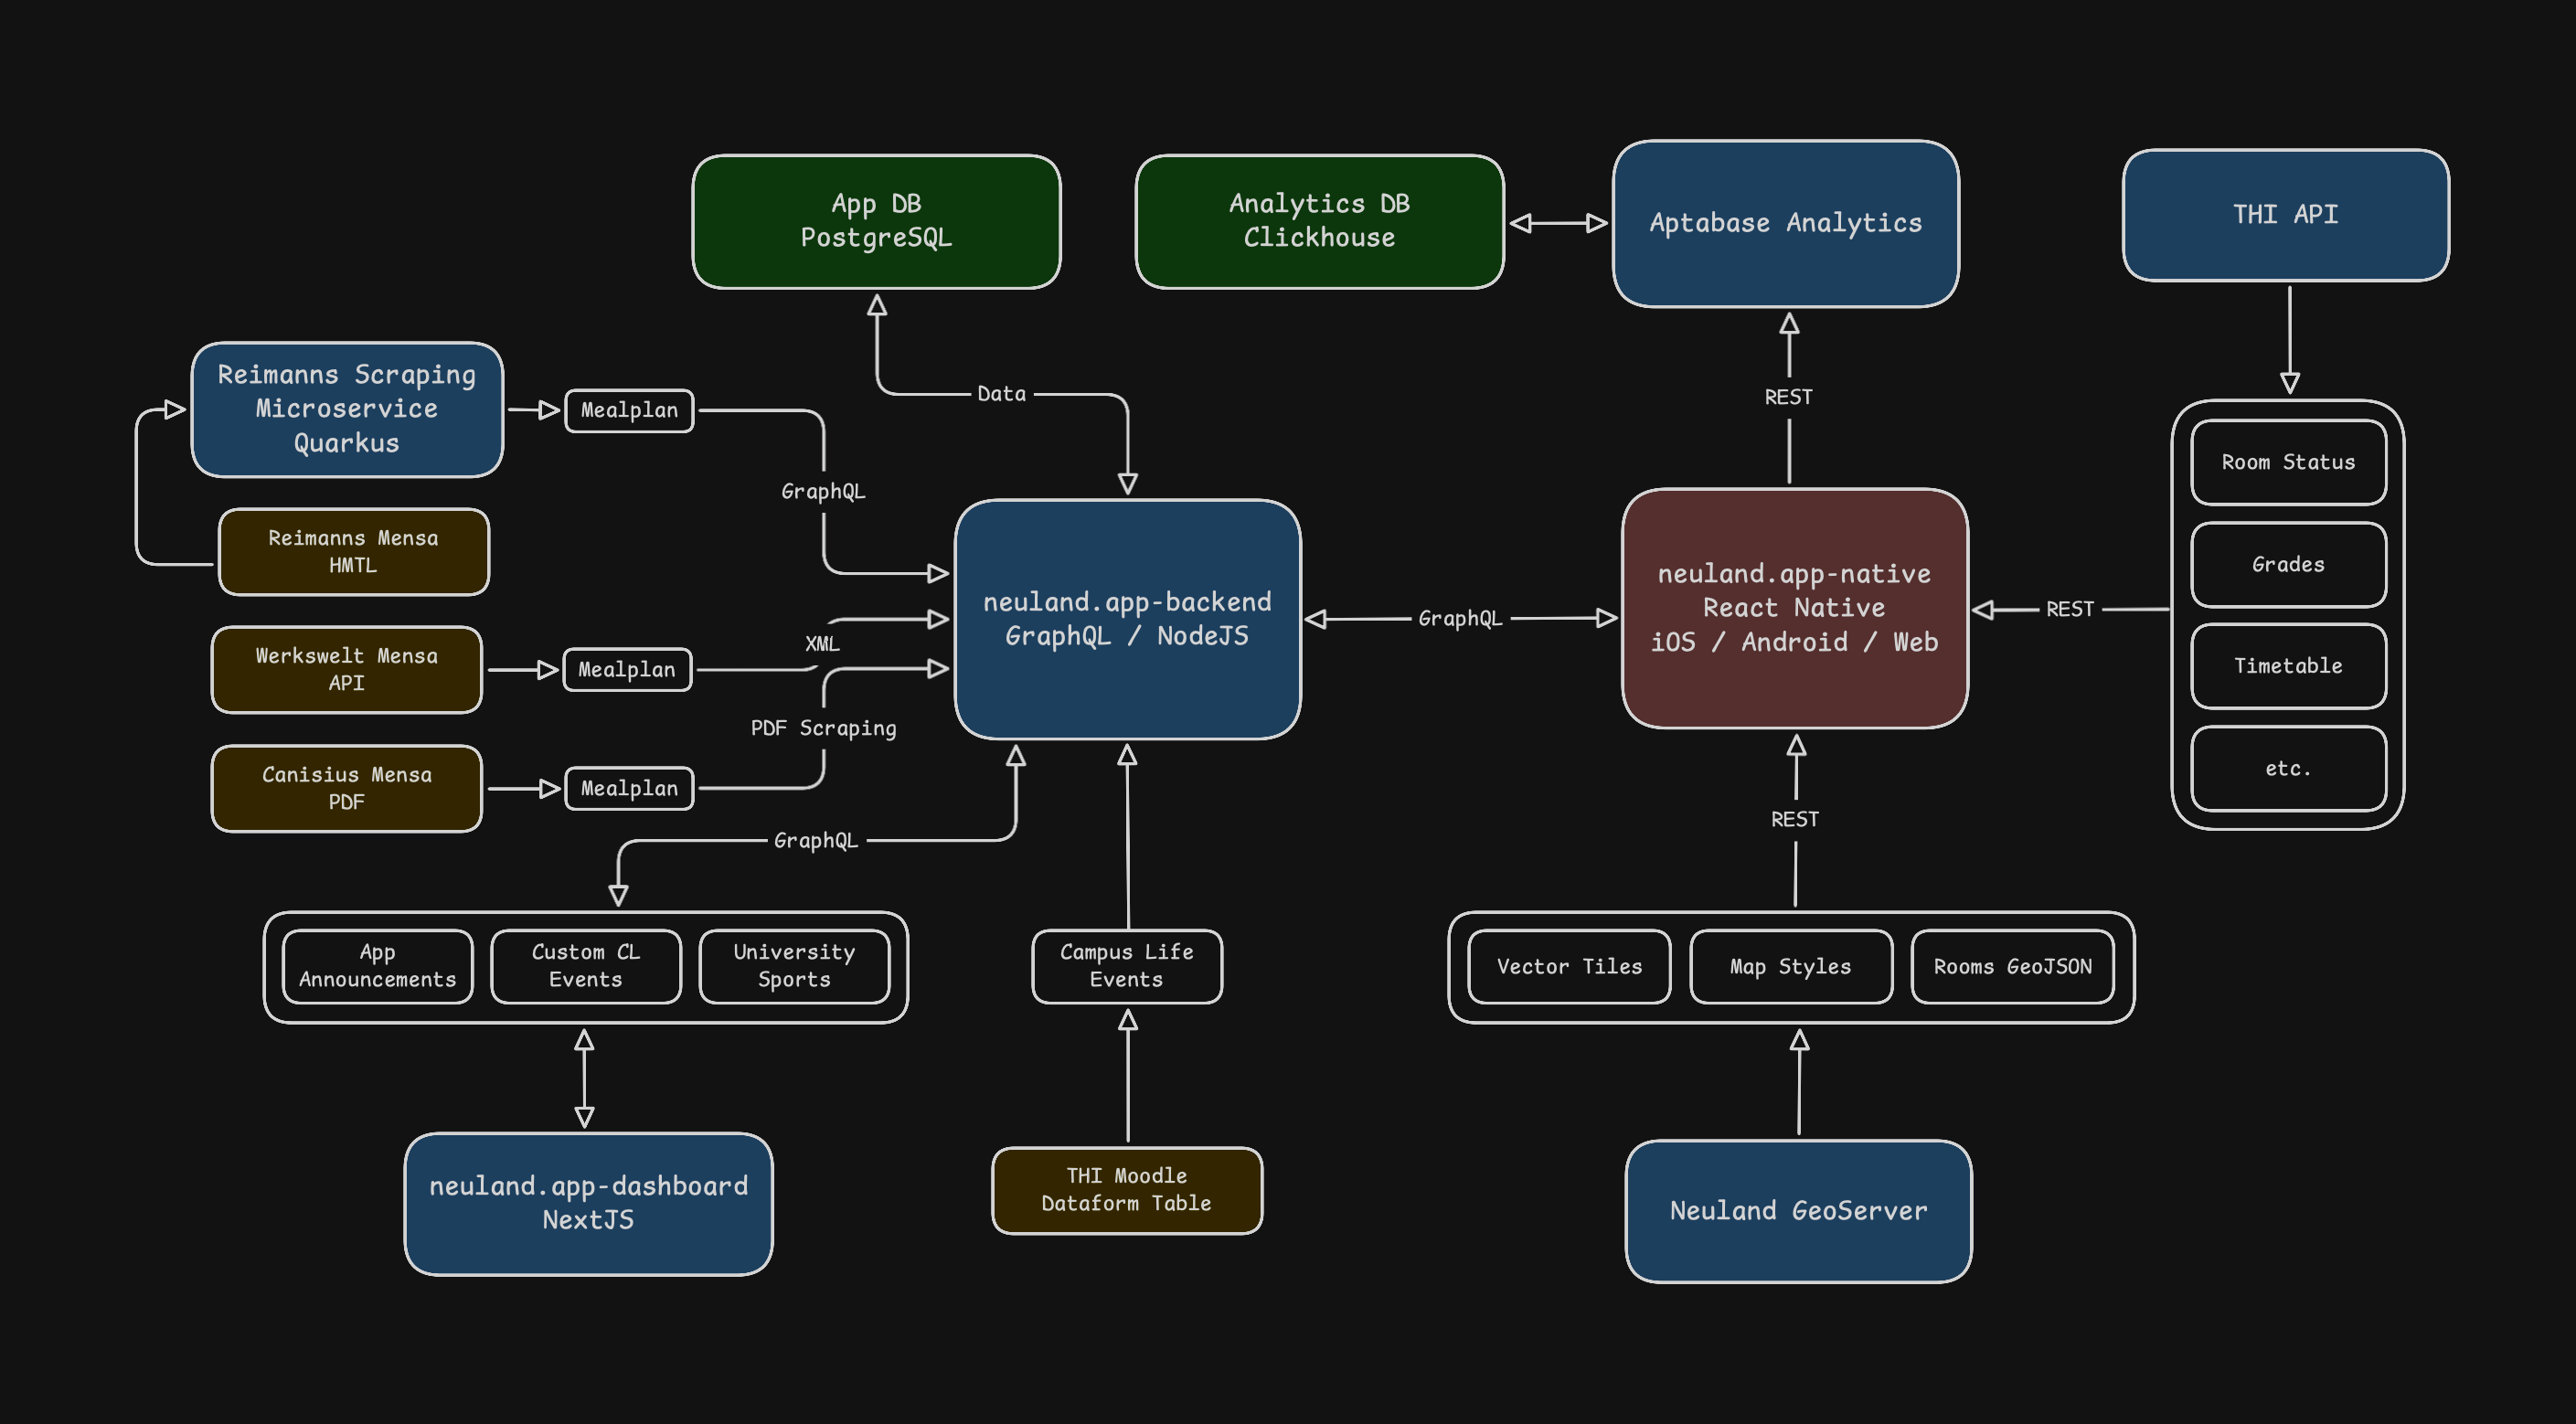 App DB
PostgreSQL
Analytics DB
Clickhouse
Aptabase Analytics
THI API
Reimanns Scraping
Microservice
Quarkus
Mealplan
Data
REST
GraphQL
Room Status
Grades
Timetable
etc.
Reimanns Mensa
HMTL
Werkswelt Mensa
API
Mealplan
XML
Canisius Mensa
PDF
Mealplan
PDF Scraping
neuland.app-backend
GraphQL / NodeJS
GraphQL
neuland.app-native
React Native
iOS / Android / Web
REST
GraphQL
REST
App
Announcements
Custom CL
Events
University
Sports
Campus Life
Events
Vector Tiles
Map Styles
Rooms GeoJSON
neuland.app-dashboard
NextJS
THI Moodle
Dataform Table
Neuland GeoServer